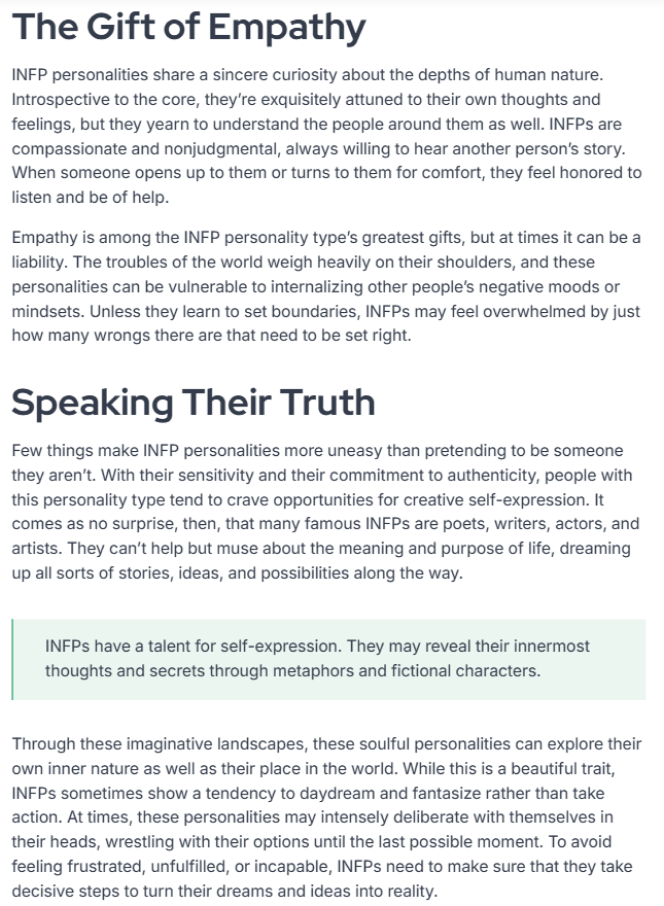 The Gift of Empathy
INFP personalities share a sincere curiosity about the depths of human nature.
Introspective to the core, they’re exquisitely attuned to their own thoughts and
feelings, but they yearn to understand the people around them as well. INFPs are
compassionate and nonjudgmental, always willing to hear another person’s story.
When someone opens up to them or turns to them for comfort, they feel honored to
listen and be of help.
Empathy is among the INFP personality type’s greatest gifts, but at times it can be a
liability. The troubles of the world weigh heavily on their shoulders, and these
personalities can be vulnerable to internalizing other people’s negative moods or
mindsets. Unless they learn to set boundaries, INFPs may feel overwhelmed by just
how many wrongs there are that need to be set right.
Speaking Their Truth
Few things make INFP personalities more uneasy than pretending to be someone
they aren’t. With their sensitivity and their commitment to authenticity, people with
this personality type tend to crave opportunities for creative self-expression. It
comes as no surprise, then, that many famous INFPs are poets, writers, actors, and
artists. They can’t help but muse about the meaning and purpose of life, dreaming
up all sorts of stories, ideas, and possibilities along the way.
INFPs have a talent for self-expression. They may reveal their innermost
thoughts and secrets through metaphors and fictional characters.
Through these imaginative landscapes, these soulful personalities can explore their
own inner nature as well as their place in the world. While this is a beautiful trait,
INFPs sometimes show a tendency to daydream and fantasize rather than take
action. At times, these personalities may intensely deliberate with themselves in
their heads, wrestling with their options until the last possible moment. To avoid
feeling frustrated, unfulfilled, or incapable, INFPs need to make sure that they take
decisive steps to turn their dreams and ideas into reality.